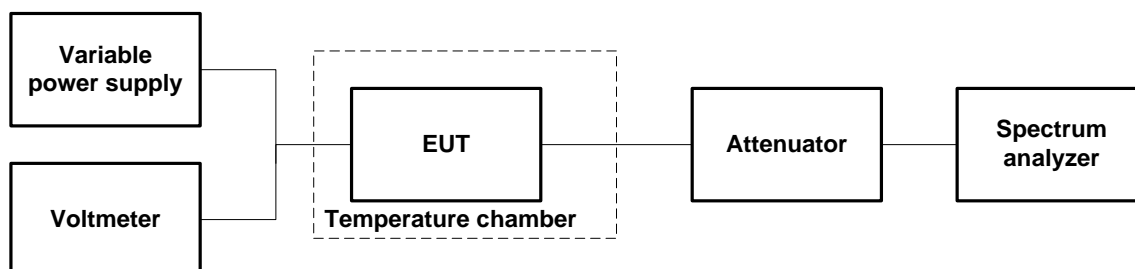 Variable
power supply
EUT
Attenuator
Spectrum
analyzer
Voltmeter
Temperature chamber